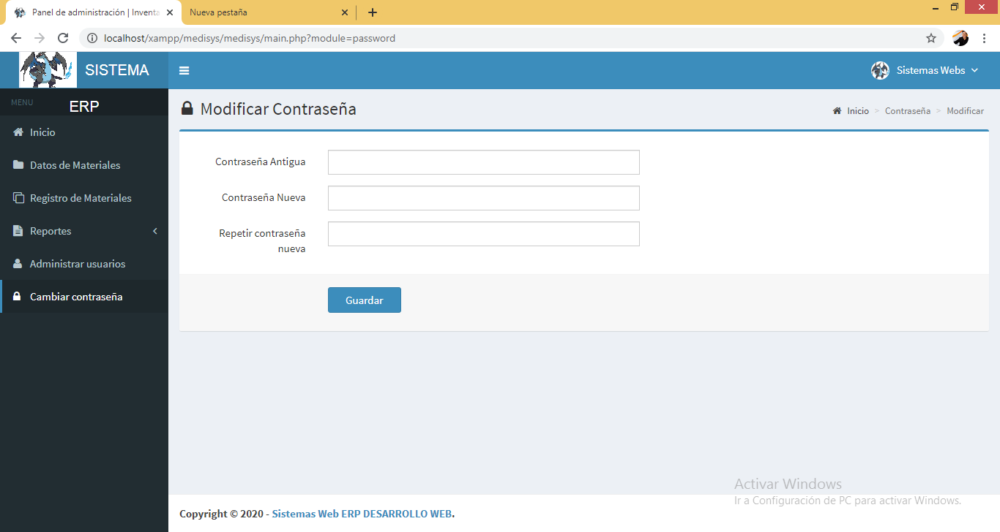 Panel de administración | Inventa
Nueva pestaña
localhost/xampp/medisys/medisys/main.php?module=password
SISTEMA
Sistemas Webs
MENU
ERP
Modificar Contraseña
Inicio > Contraseña > Modificar
Inicio
Datos de Materiales
Registro de Materiales
Reportes
Administrar usuarios
Cambiar contraseña
Contraseña Antigua
Contraseña Nueva
Repetir contraseña
nueva
Guardar
Activar Windows
Ir a Configuración de PC para activar Windows.
Copyright © 2020 - Sistemas Web ERP DESARROLLO WEB.